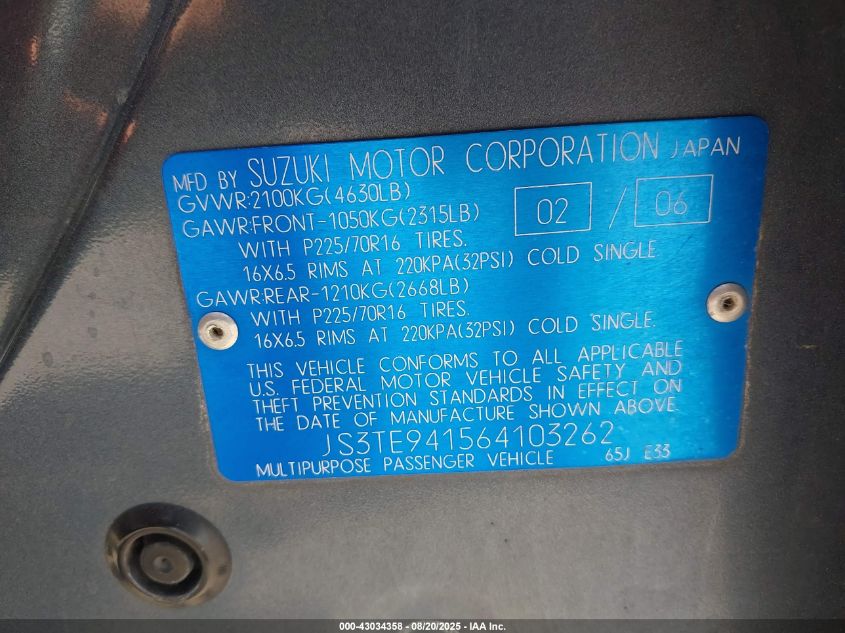 MFD BY SUZUKI MOTOR CORPORATION JAPAN
GVWR:2100KG(4630LB)
GAWR:FRONT-1050KG(2315LB) 02 / 06
WITH P225/70R16 TIRES.
16X6.5 RIMS AT 220KPA(32PSI) COLD SINGLE
GAWR:REAR-1210KG(2668LB)
WITH P225/70R16 TIRES.
16X6.5 RIMS AT 220KPA(32PSI) COLD SINGLE.
THIS VEHICLE CONFORMS TO ALL APPLICABLE
U.S. FEDERAL MOTOR VEHICLE SAFETY AND
THEFT PREVENTION STANDARDS IN EFFECT ON
THE DATE OF MANUFACTURE SHOWN ABOVE.
JS3TE941564103262
MULTIPURPOSE PASSENGER VEHICLE 65J E33
000-43034358 - 08/20/2025 - IAA Inc.